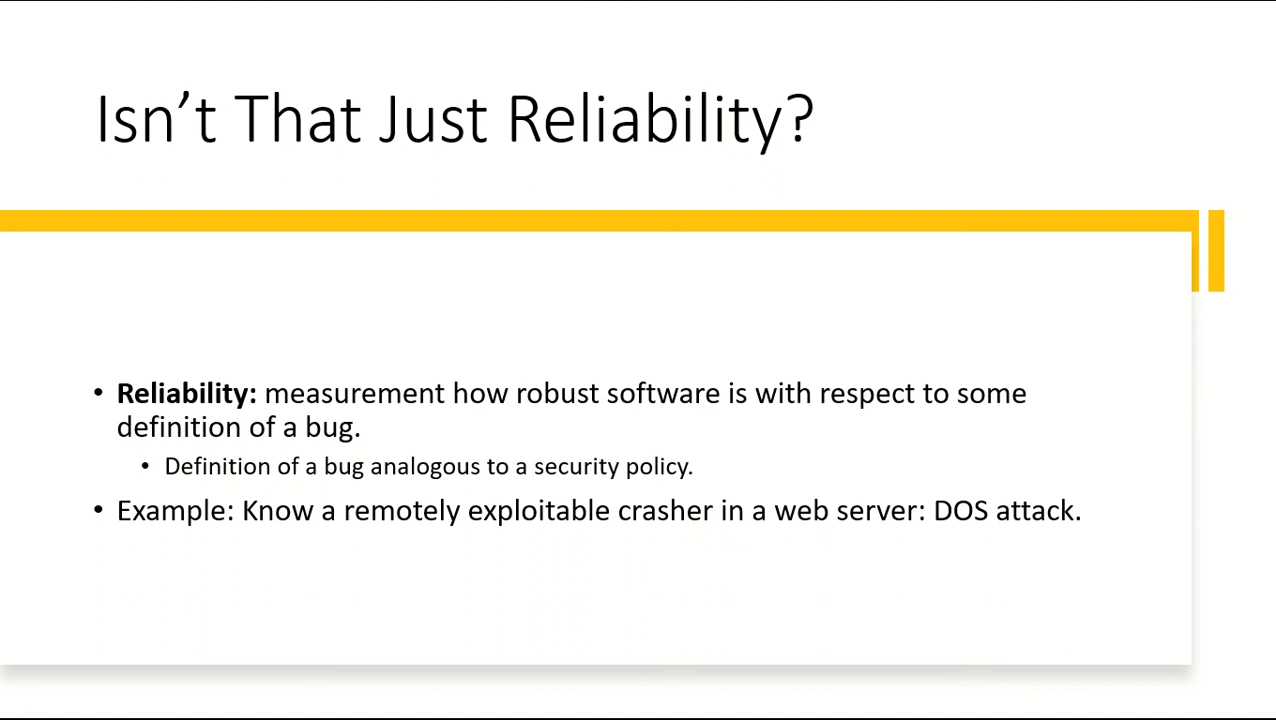 Isn’t That Just Reliability?
• Reliability: measurement how robust software is with respect to some
definition of a bug.
• Definition of a bug analogous to a security policy.
• Example: Know a remotely exploitable crasher in a web server: DOS attack.